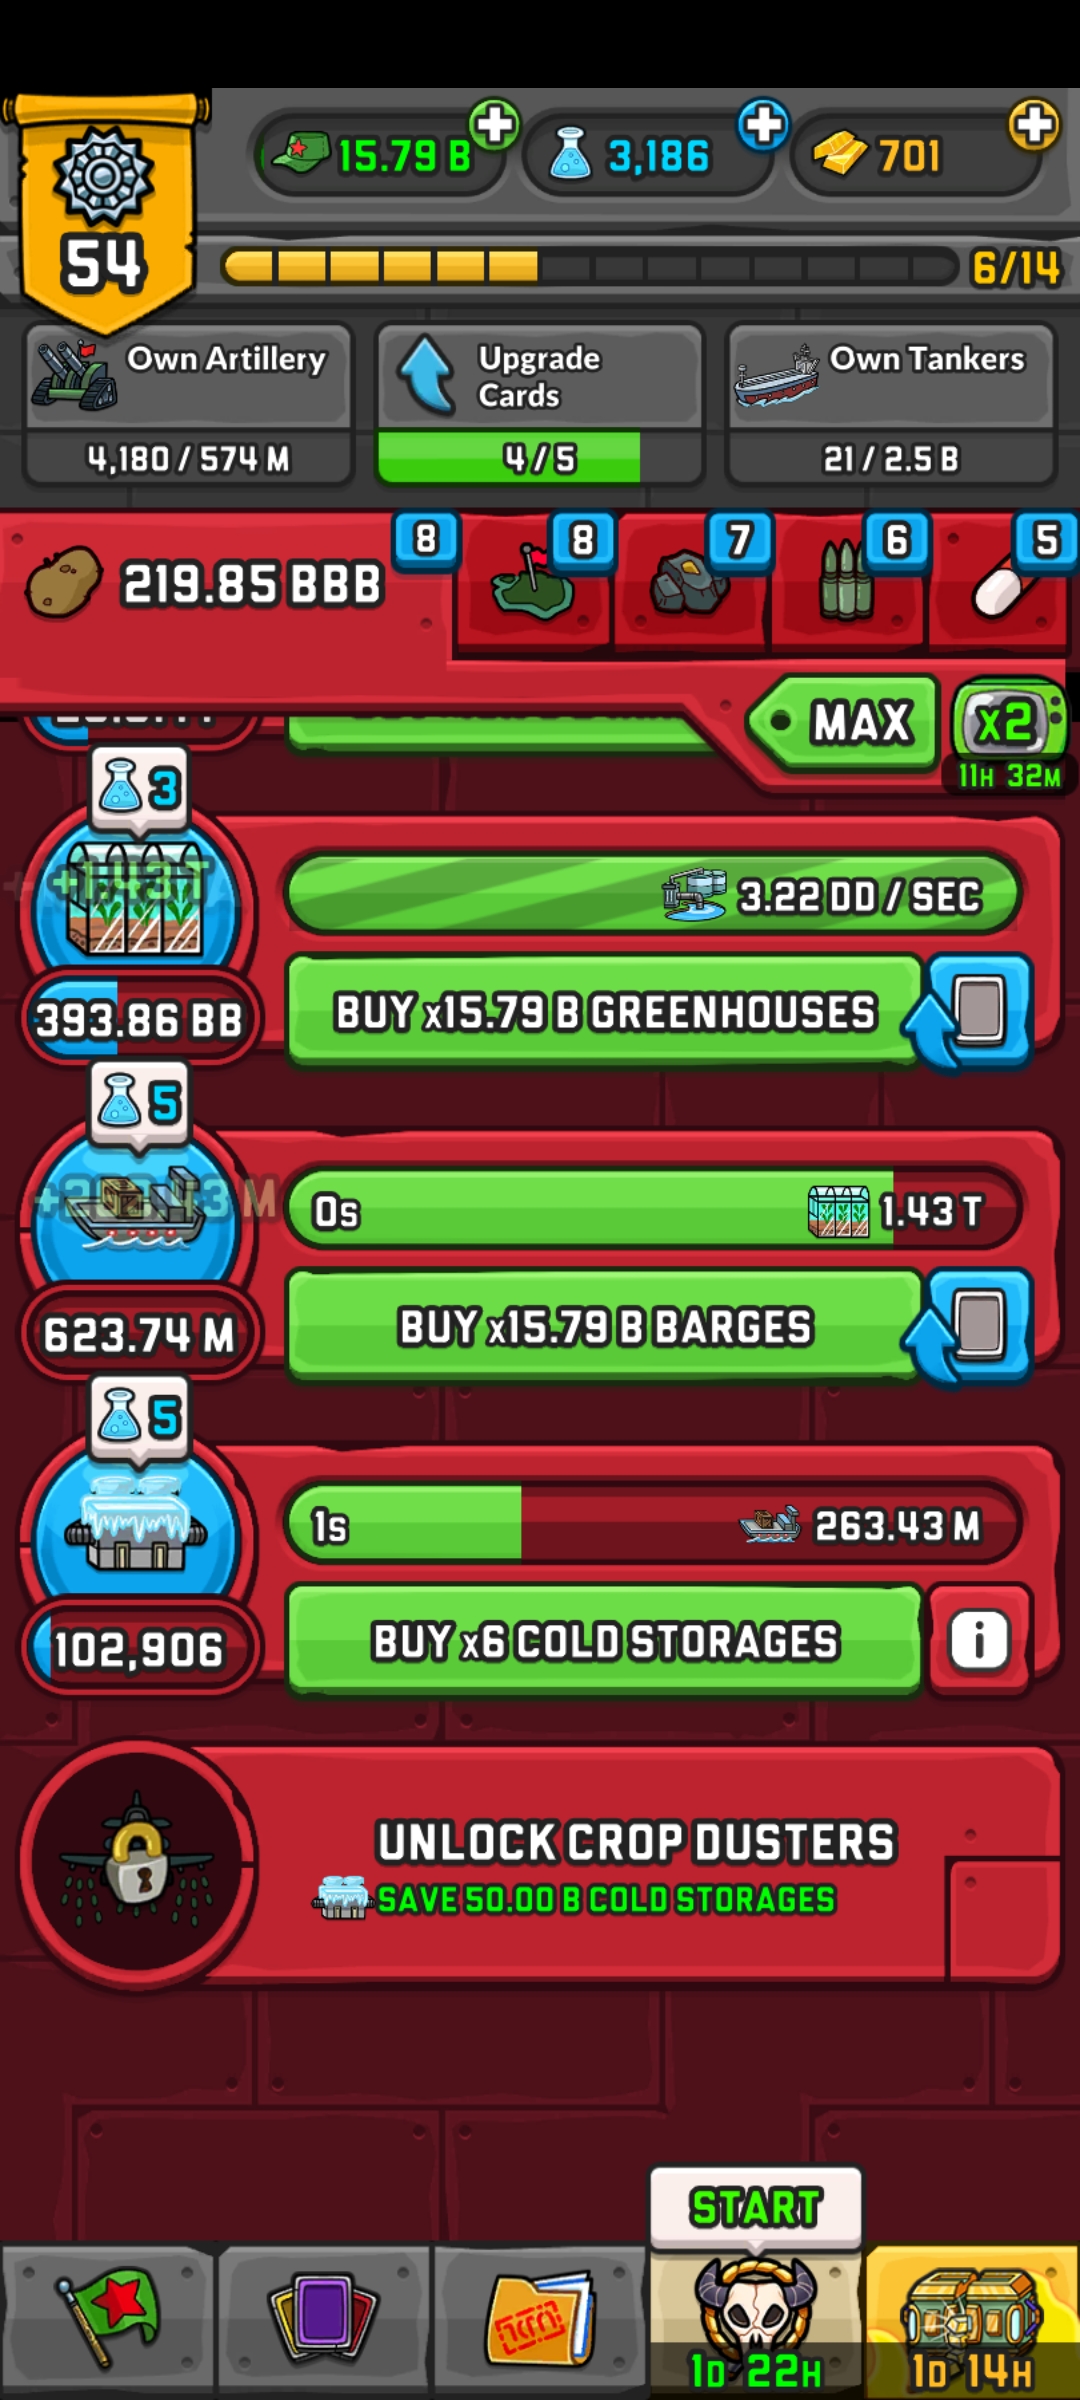 54
15.79 B
3,186
701
6/14
Own Artillery
4,180 / 574 M
Upgrade
Cards
4/5
Own Tankers
21 / 2.5 B
219.85 BBB
8
8
7
6
5
MAX
x2
11H 32M
3
+1.43 T
3.22 DD / SEC
393.86 BB
BUY x15.79 B GREENHOUSES
5
+263.43 M
0s
1.43 T
623.74 M
BUY x15.79 B BARGES
5
1s
263.43 M
102,906
BUY x6 COLD STORAGES
i
UNLOCK CROP DUSTERS
SAVE 50.00 B COLD STORAGES
START
1D 22H
1D 14H